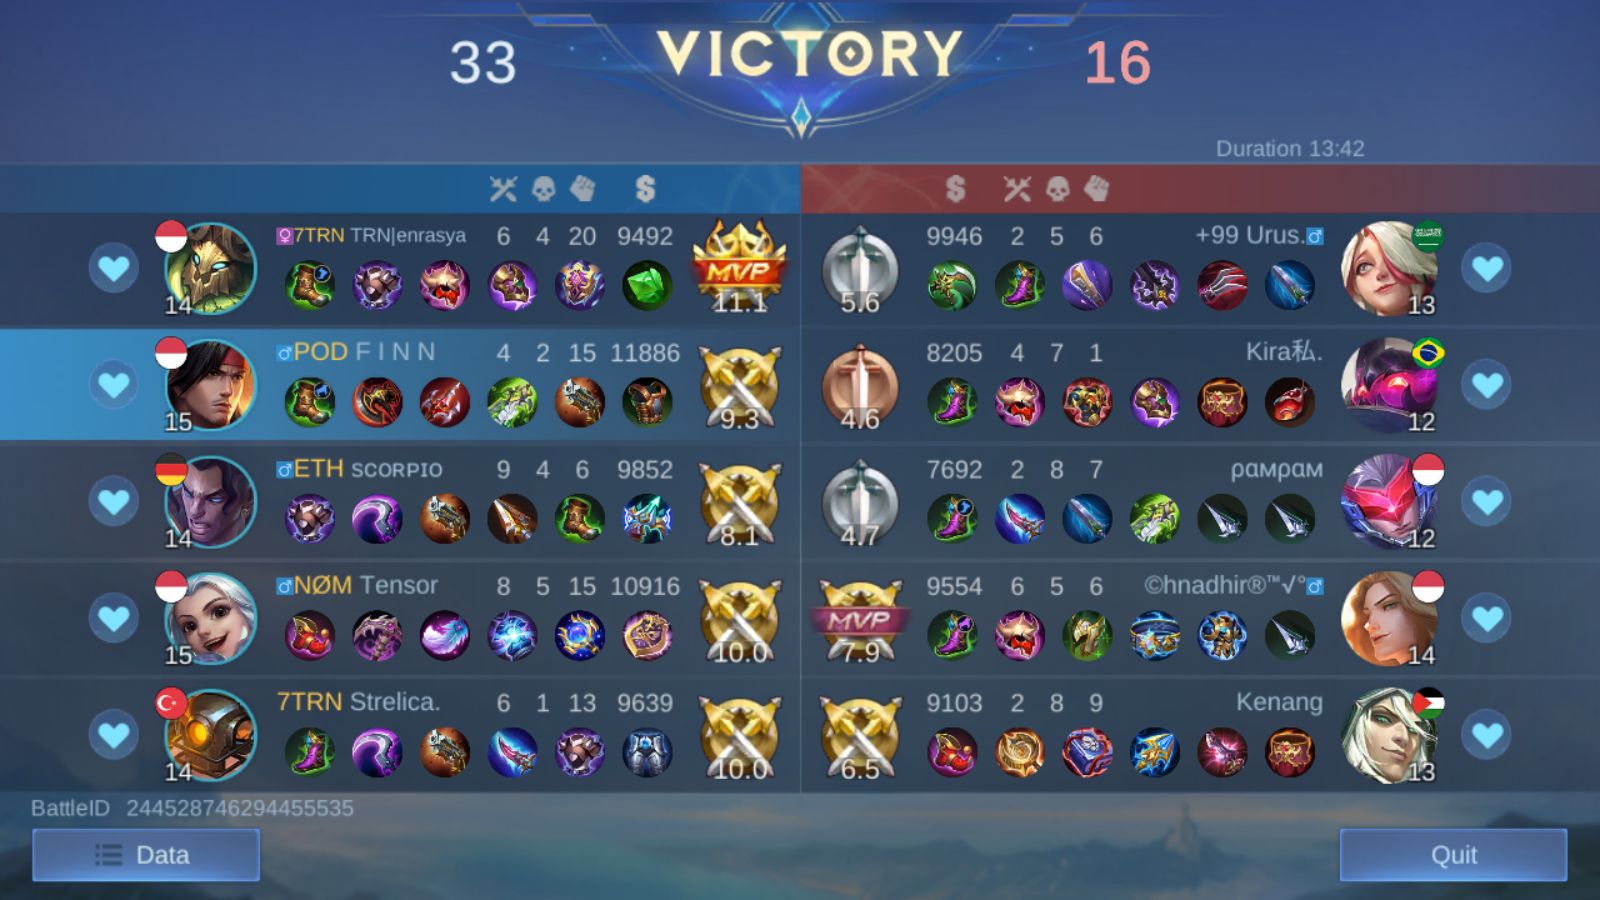 33 VICTORY 16
Duration 13:42
7TRN TRN|enrasya 6 4 20 9492 MVP 11.1 14
5.6 9946 2 5 6 +99 Urus. 13
POD F I N N 4 2 15 11886 9.3 15
4.6 8205 4 7 1 Kira私. 12
ETH SCORPIO 9 4 6 9852 8.1 14
4.7 7692 2 8 7 ραмραм 12
NØM Tensor 8 5 15 10916 10.0 15
MVP 7.9 9554 6 5 6 ©hnadhir®™√° 14
7TRN Strelica. 6 1 13 9639 10.0 14
6.5 9103 2 8 9 Kenang 13
BattleID 244528746294455535
Data
Quit